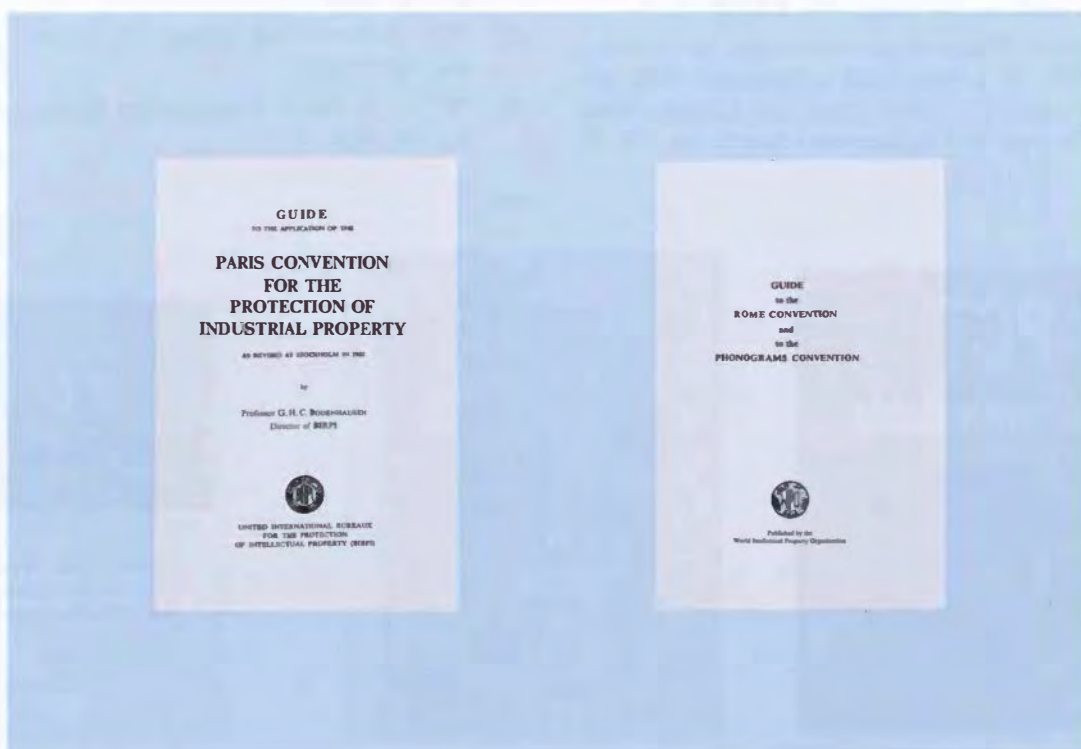 GUIDE
TO THE APPLICATION OF THE
PARIS CONVENTION
FOR THE
PROTECTION OF
INDUSTRIAL PROPERTY
AS REVISED AT STOCKHOLM IN
by
Professor G. H. C. BODENHAUSEN
Director of BIRPI
UNITED INTERNATIONAL BUREAUX
FOR THE PROTECTION
OF INTELLECTUAL PROPERTY (BIRPI)
GUIDE
to the
ROME CONVENTION
and
to the
PHONOGRAMS CONVENTION
Published by the
World Intellectual Property Organization